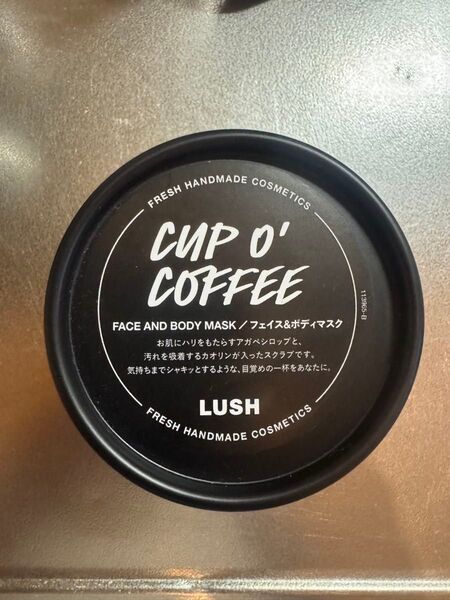 FRESH HANDMADE COSMETICS
CUP O'
COFFEE
FACE AND BODY MASK／フェイス&ボディマスク
お肌にハリをもたらすアガベシロップと、
汚れを吸着するカオリンが入ったスクラブです。
気持ちまでシャキッとするような、目覚めの一杯をあなたに。
LUSH
FRESH HANDMADE COSMETICS
113965-B